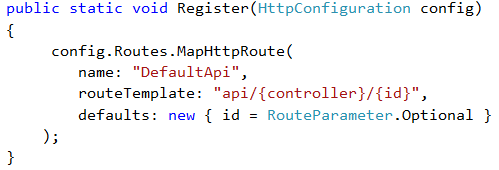 public static void Register(HttpConfiguration config)
{
    config.Routes.MapHttpRoute(
        name: "DefaultApi",
        routeTemplate: "api/{controller}/{id}",
        defaults: new { id = RouteParameter.Optional }
    );
}